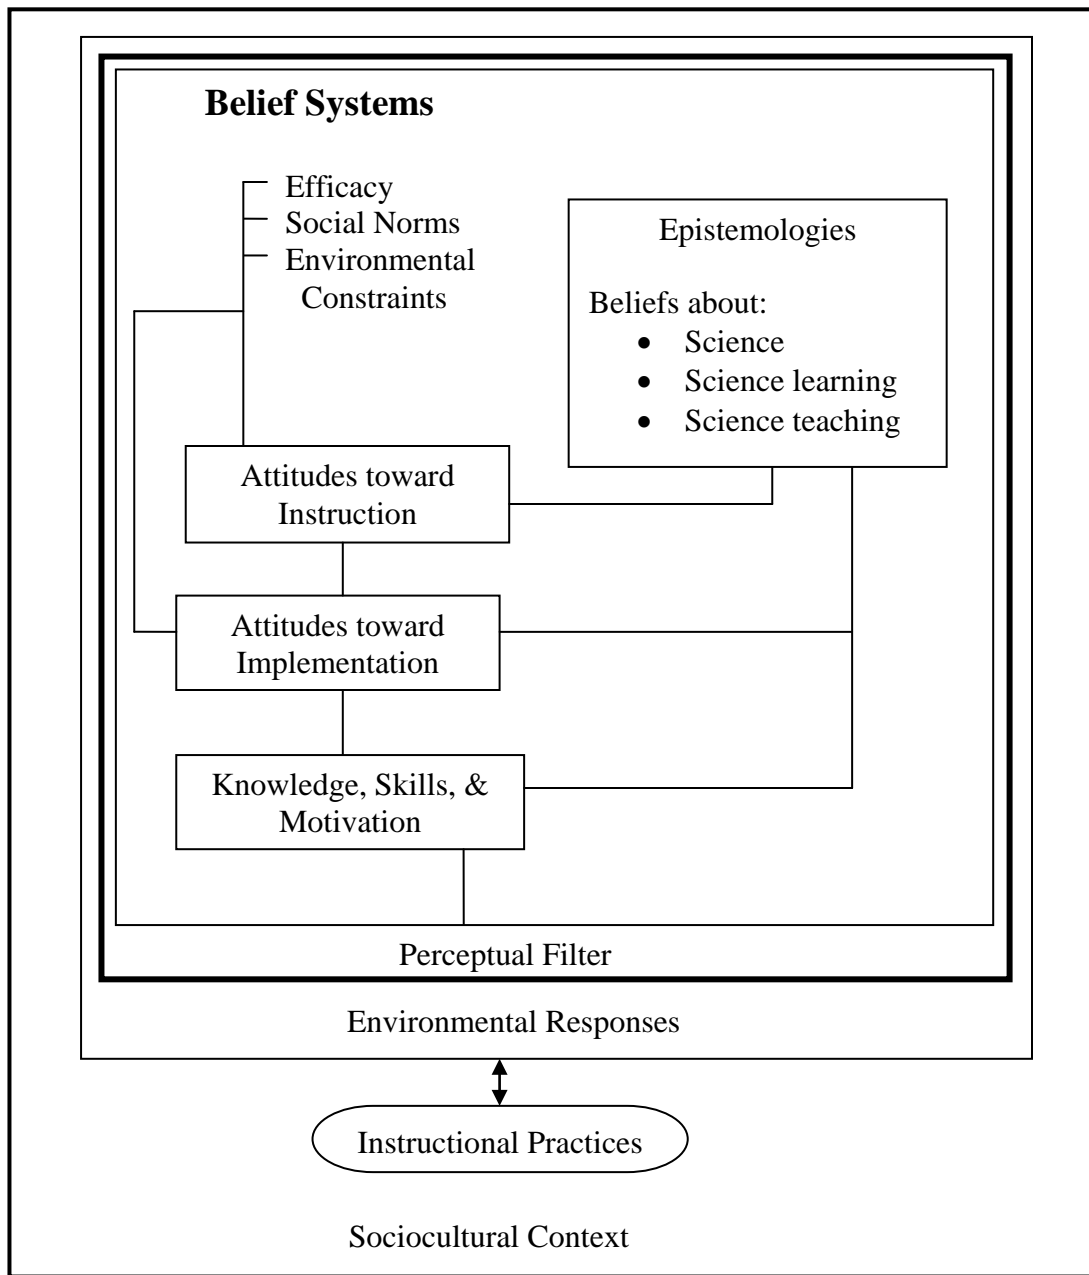 Belief Systems
Efficacy
Social Norms
Environmental
Constraints
Epistemologies
Beliefs about:
• Science
• Science learning
• Science teaching
Attitudes toward
Instruction
Attitudes toward
Implementation
Knowledge, Skills, &
Motivation
Perceptual Filter
Environmental Responses
Instructional Practices
Sociocultural Context